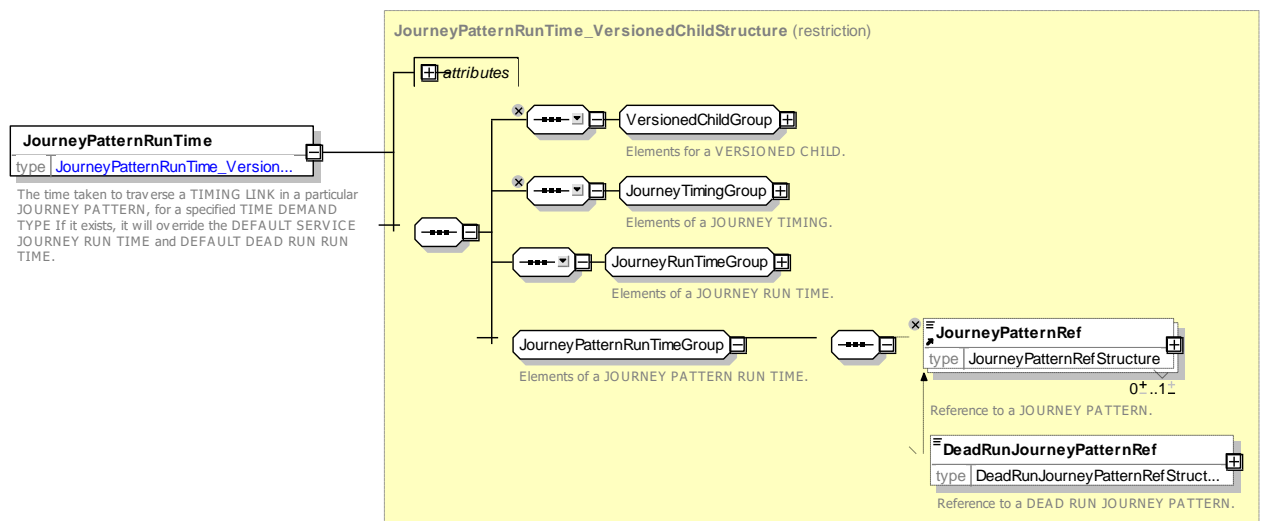 JourneyPatternRunTime_VersionedChildStructure (restriction)
attributes
JourneyPatternRunTime
type JourneyPatternRunTime_Version...
The time taken to traverse a TIMING LINK in a particular
JOURNEY PATTERN, for a specified TIME DEMAND
TYPE If it exists, it will override the DEFAULT SERVICE
JOURNEY RUN TIME and DEFAULT DEAD RUN RUN
TIME.
VersionedChildGroup
Elements for a VERSIONED CHILD.
JourneyTimingGroup
Elements of a JOURNEY TIMING.
JourneyRunTimeGroup
Elements of a JOURNEY RUN TIME.
JourneyPatternRunTimeGroup
Elements of a JOURNEY PATTERN RUN TIME.
JourneyPatternRef
type JourneyPatternRefStructure
0±..1±
Reference to a JOURNEY PATTERN.
DeadRunJourneyPatternRef
type DeadRunJourneyPatternRefStruct...
Reference to a DEAD RUN JOURNEY PATTERN.